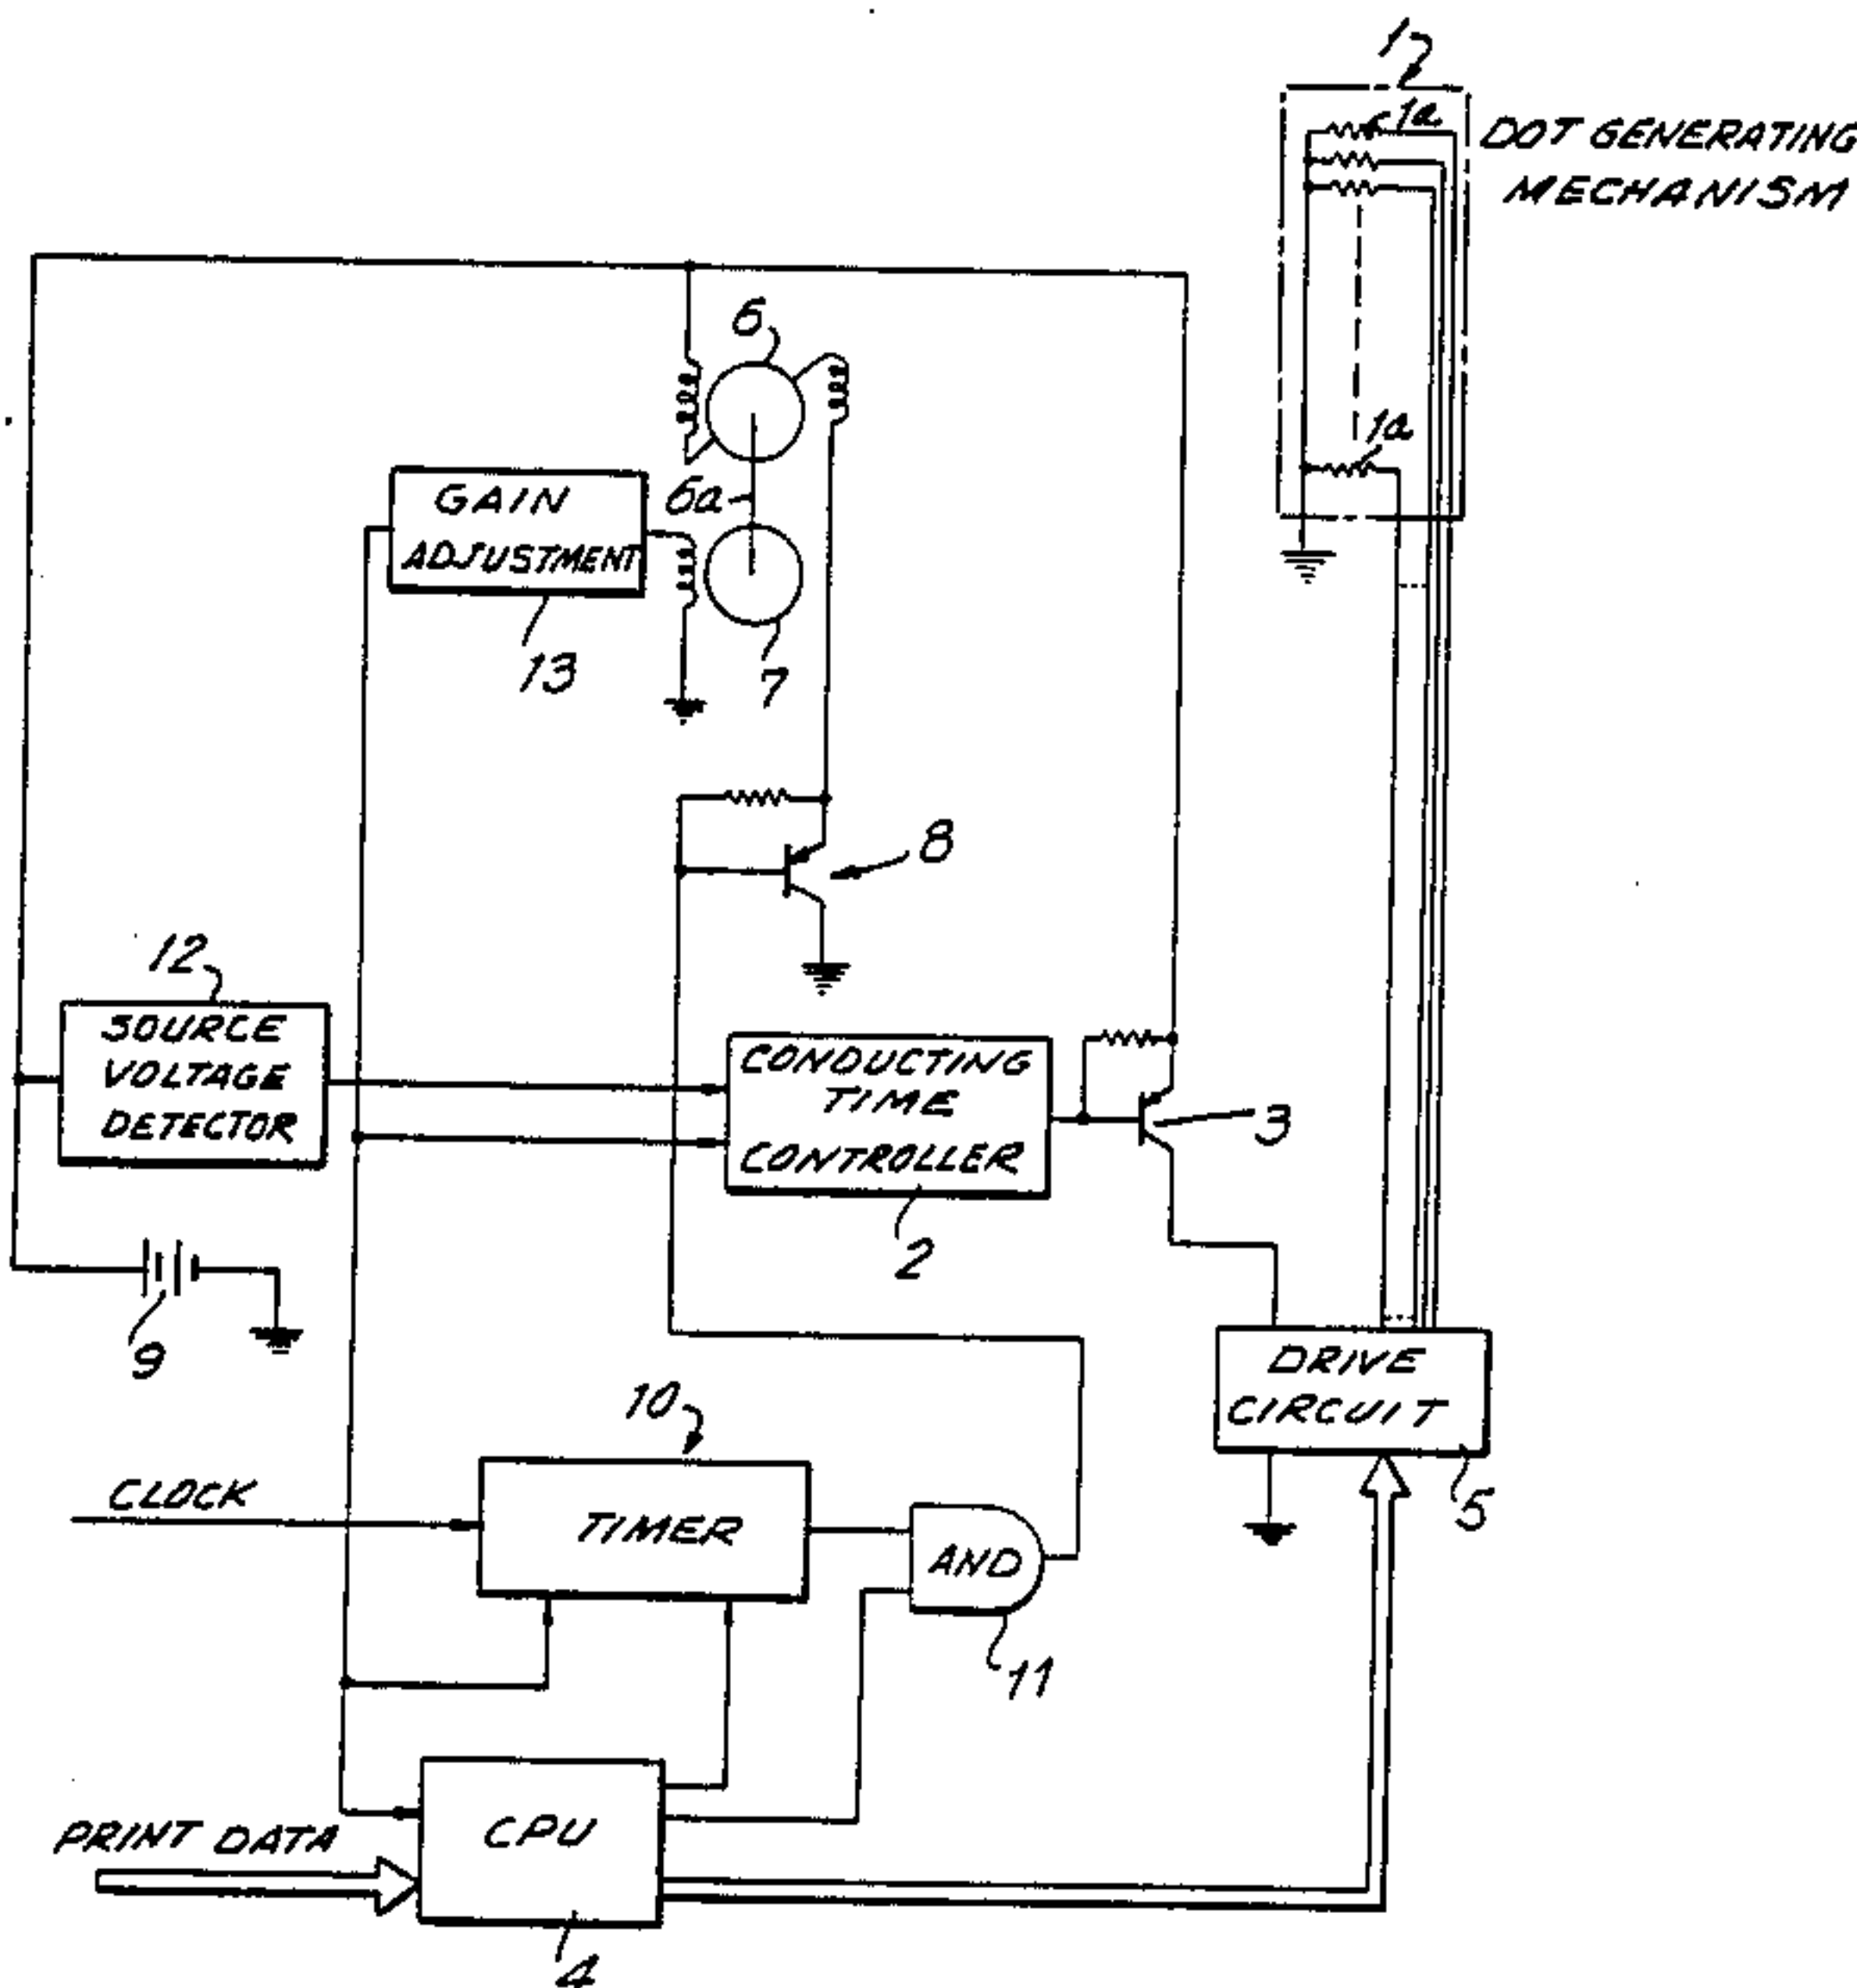 1
1a
DOT GENERATING
MECHANISM
6
1a
GAIN
ADJUSTMENT
6a
13
7
8
12
SOURCE
VOLTAGE
DETECTOR
CONDUCTING
TIME
CONTROLLER
3
2
9
DRIVE
CIRCUIT
10
CLOCK
TIMER
AND
5
11
CPU
PRINT DATA
4